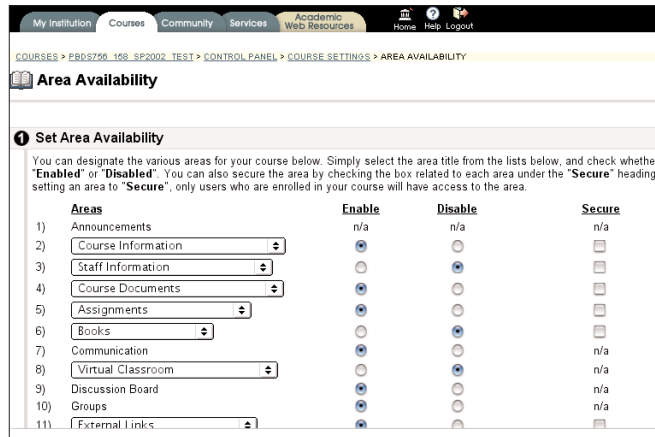 My Institution Courses Community Services Academic Web Resources Home Help Logout
COURSES > PBDS756_158_SP2002_TEST > CONTROL PANEL > COURSE SETTINGS > AREA AVAILABILITY
Area Availability
1 Set Area Availability
You can designate the various areas for your course below. Simply select the area title from the lists below, and check whethe
"Enabled" or "Disabled". You can also secure the area by checking the box related to each area under the "Secure" heading
setting an area to "Secure", only users who are enrolled in your course will have access to the area.
Areas Enable Disable Secure
1) Announcements n/a n/a n/a
2) Course Information
3) Staff Information
4) Course Documents
5) Assignments
6) Books
7) Communication n/a
8) Virtual Classroom n/a
9) Discussion Board n/a
10) Groups n/a
11) External Links